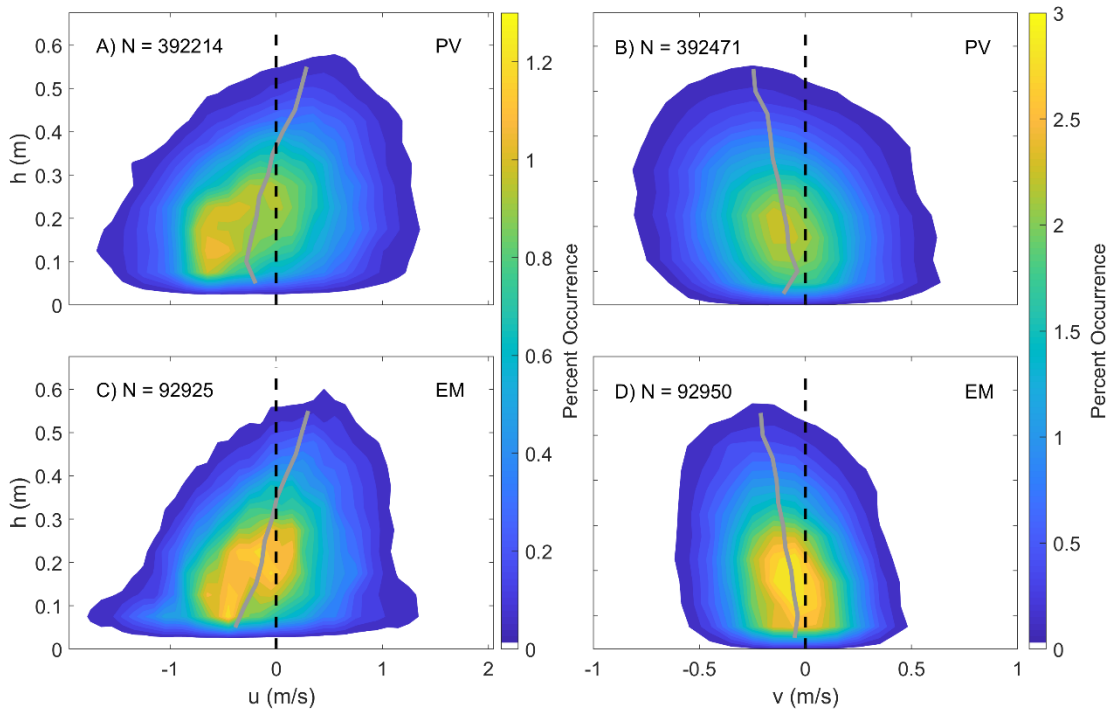 A) N = 392214 PV
0.6
0.5
0.4
0.3
0.2
0.1
0
h (m)
1.2
1
0.8
0.6
0.4
0.2
0
Percent Occurrence
B) N = 392471 PV
3
2.5
2
1.5
1
0.5
0
Percent Occurrence
C) N = 92925 EM
0.6
0.5
0.4
0.3
0.2
0.1
0
h (m)
-1 0 1 2
u (m/s)
D) N = 92950 EM
-1 -0.5 0 0.5 1
v (m/s)